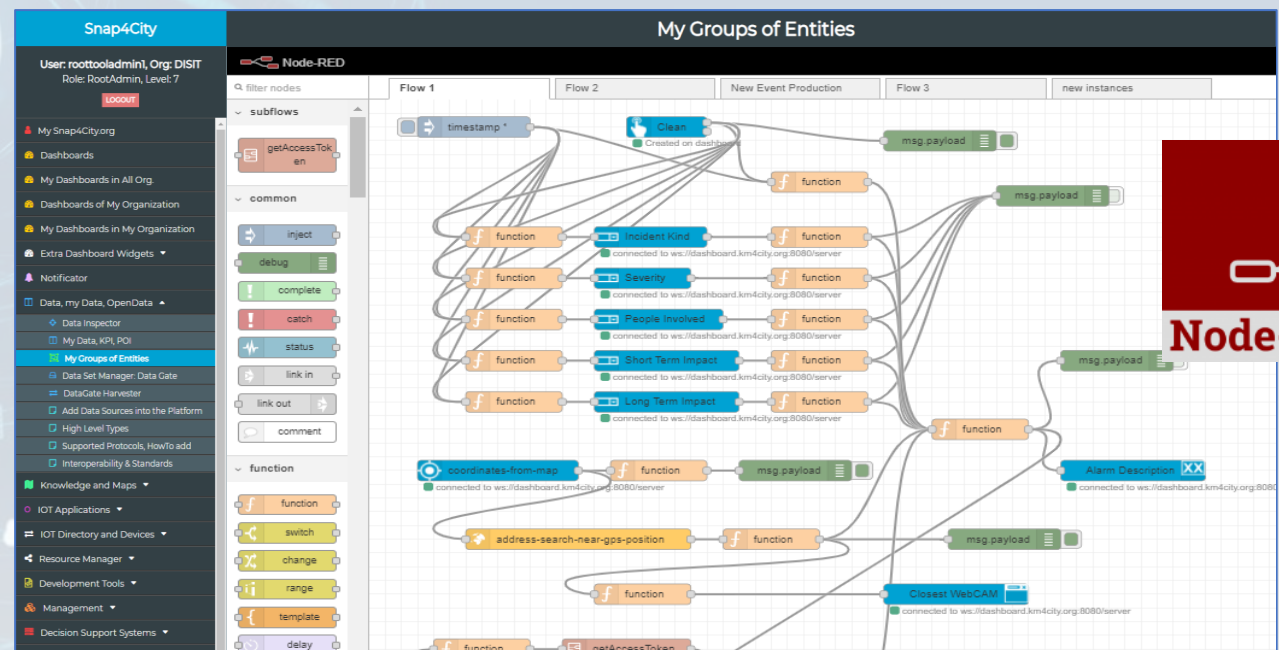 Snap4City
My Groups of Entities
User: roottooladmin1, Org: DISIT
Role: RootAdmin, Level: 7
LOGOUT
My Snap4City.org
Dashboards
My Dashboards in All Org.
Dashboards of My Organization
My Dashboards in My Organization
Extra Dashboard Widgets
Notificator
Data, my Data, OpenData
Data Inspector
My Data, KPI, POI
My Groups of Entities
Data Set Manager: Data Gate
DataGate Harvester
Add Data Sources into the Platform
High Level Types
Supported Protocols, HowTo add
Interoperability & Standards
Knowledge and Maps
IOT Applications
IOT Directory and Devices
Resource Manager
Development Tools
Management
Decision Support Systems
Node-RED
filter nodes
subflows
getAccessTok
en
common
inject
debug
complete
catch
status
link in
link out
comment
function
function
switch
change
range
template
delay
Flow 1
Flow 2
New Event Production
Flow 3
new instances
timestamp *
Clean
Created on dashboard
msg.payload
function
msg.payload
function
Incident Kind
function
connected to ws://dashboard.km4city.org:8080/server
function
Severity
function
connected to ws://dashboard.km4city.org:8080/server
function
People Involved
function
connected to ws://dashboard.km4city.org:8080/server
function
Short Term Impact
function
connected to ws://dashboard.km4city.org:8080/server
msg.payload
function
Long Term Impact
function
connected to ws://dashboard.km4city.org:8080/server
function
coordinates-from-map
function
msg.payload
connected to ws://dashboard.km4city.org:8080/server
Alarm Description
connected to ws://dashboard.km4city.org:8080
address-search-near-gps-position
function
msg.payload
function
Closest WebCAM
connected to ws://dashboard.km4city.org:8080/server
function
getAccessToken
Node